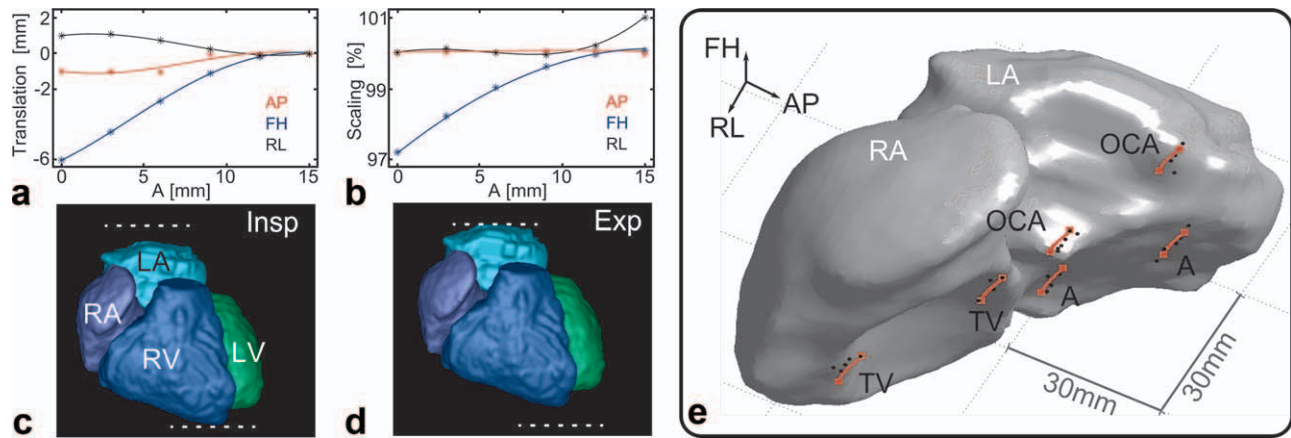 2
0
-2
-6
Translation [mm]
AP
FH
RL
0 5 10 15
A [mm]
a
101
99
97
Scaling [%]
AP
FH
RL
0 5 10 15
A [mm]
b
Insp
LA
RA
RV
LV
c
Exp
d
FH
AP
RL
LA
RA
OCA
OCA
A
A
TV
TV
30mm
30mm
e